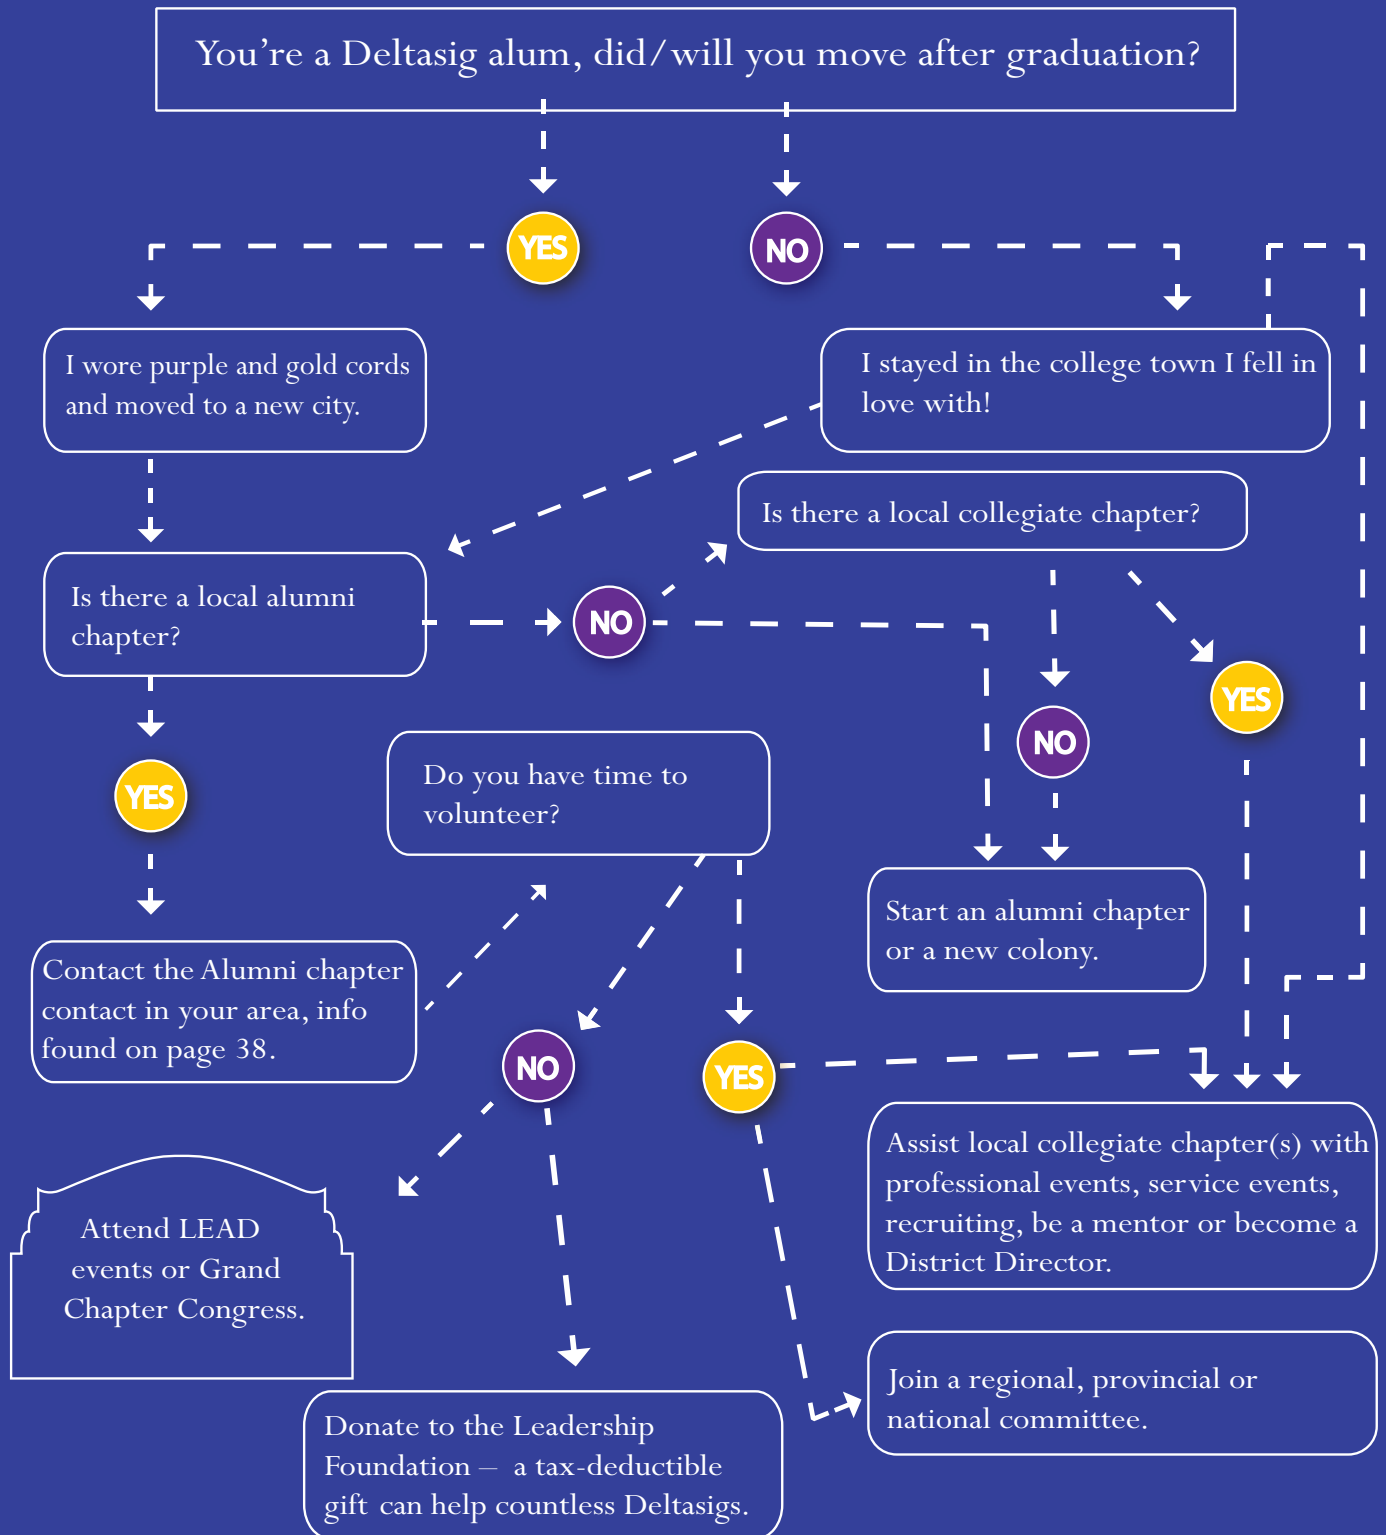 You’re a Deltasig alum, did/will you move after graduation?
YES
NO
I wore purple and gold cords
and moved to a new city.
I stayed in the college town I fell in
love with!
Is there a local collegiate chapter?
Is there a local alumni
chapter?
NO
YES
NO
Do you have time to
volunteer?
YES
Start an alumni chapter
or a new colony.
Contact the Alumni chapter
contact in your area, info
found on page 38.
NO
YES
Assist local collegiate chapter(s) with
professional events, service events,
recruiting, be a mentor or become a
District Director.
Attend LEAD
events or Grand
Chapter Congress.
Join a regional, provincial or
national committee.
Donate to the Leadership
Foundation – a tax-deductible
gift can help countless Deltasigs.